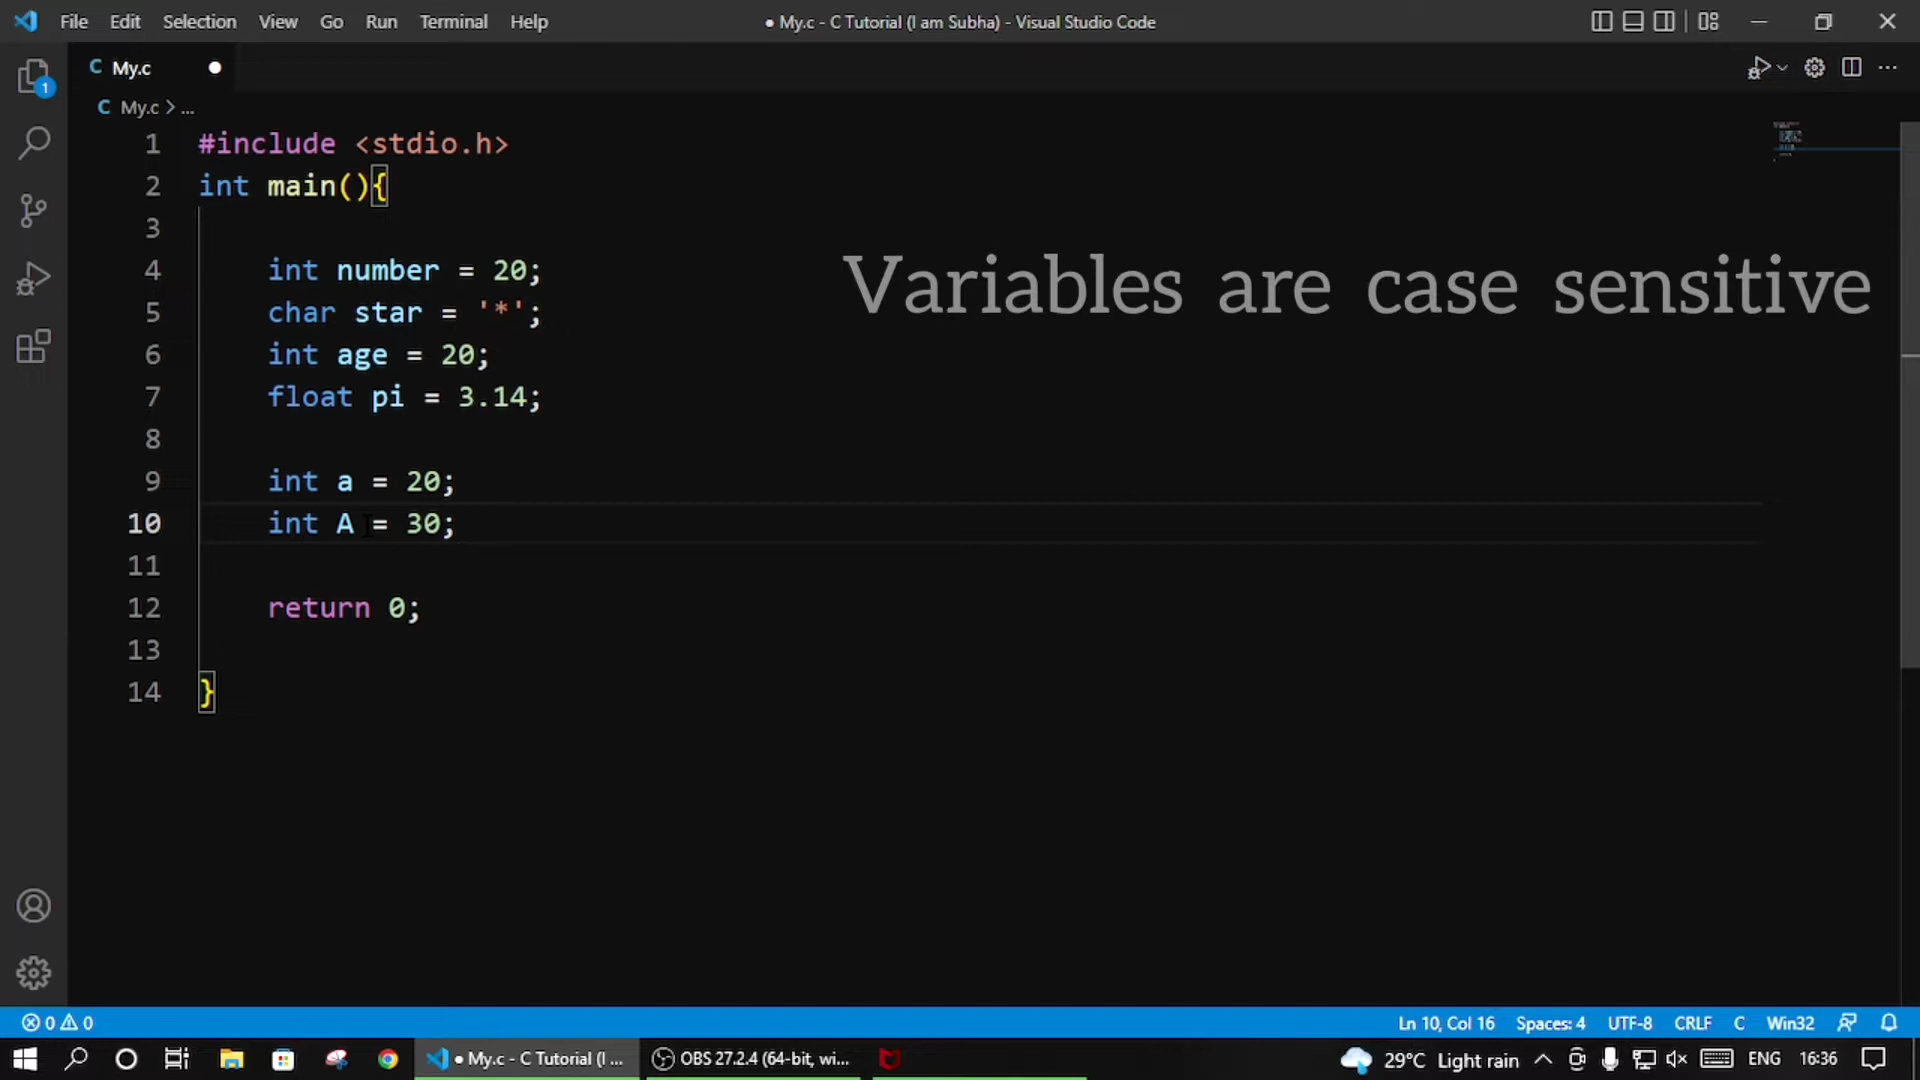 File Edit Selection View Go Run Terminal Help ● My.c - C Tutorial (I am Subha) - Visual Studio Code
C My.c ●
C My.c > ...
1 #include <stdio.h>
2 int main(){
3
4 int number = 20;
Variables are case sensitive
5 char star = '*';
6 int age = 20;
7 float pi = 3.14;
8
9 int a = 20;
10 int A = 30;
11
12 return 0;
13
14 }
1
0 0 Ln 10, Col 16 Spaces: 4 UTF-8 CRLF C Win32
● My.c - C Tutorial (I ... OBS 27.2.4 (64-bit, wi... 29°C Light rain ENG 16:36